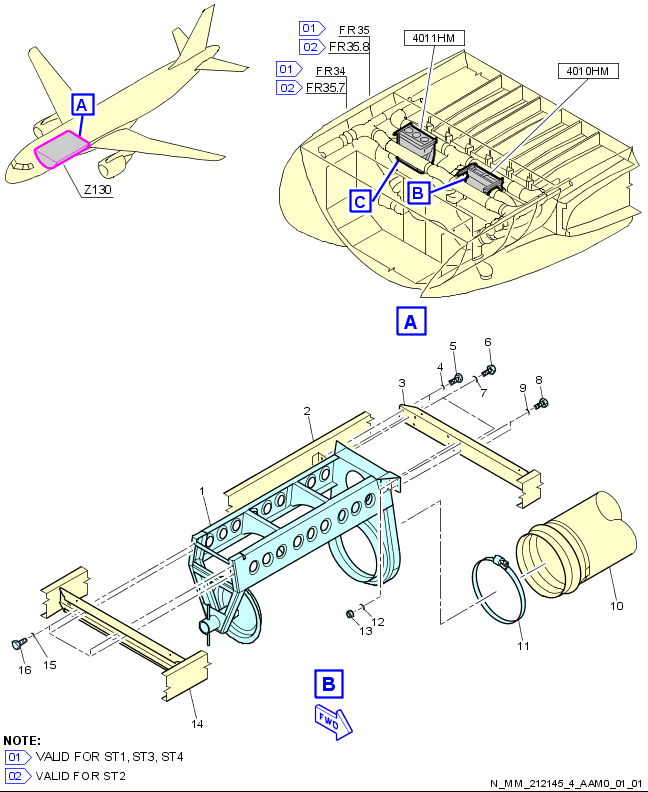 01 FR35
02 FR35.8
01 FR34
02 FR35.7
4011HM
4010HM
A
Z130
C
B
A
1
2
3
4
5
6
7
8
9
10
11
12
13
14
15
16
B
FWD
NOTE:
01 VALID FOR ST1, ST3, ST4
02 VALID FOR ST2
N_MM_212145_4_AAM0_01_01